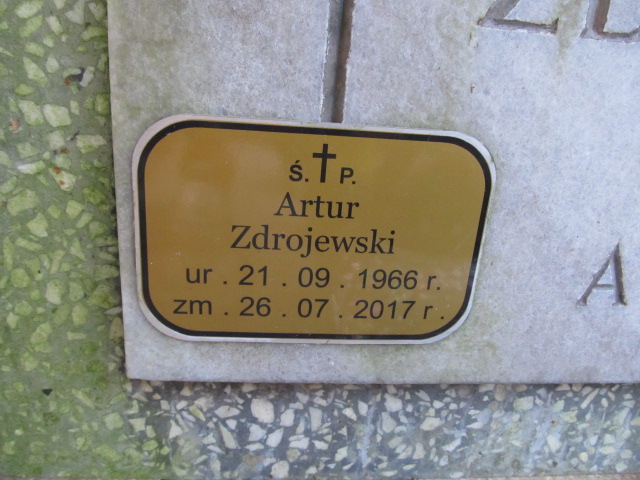 Ś. P.
Artur
Zdrojewski
ur . 21 . 09 . 1966 r.
zm . 26 . 07 . 2017 r .
A